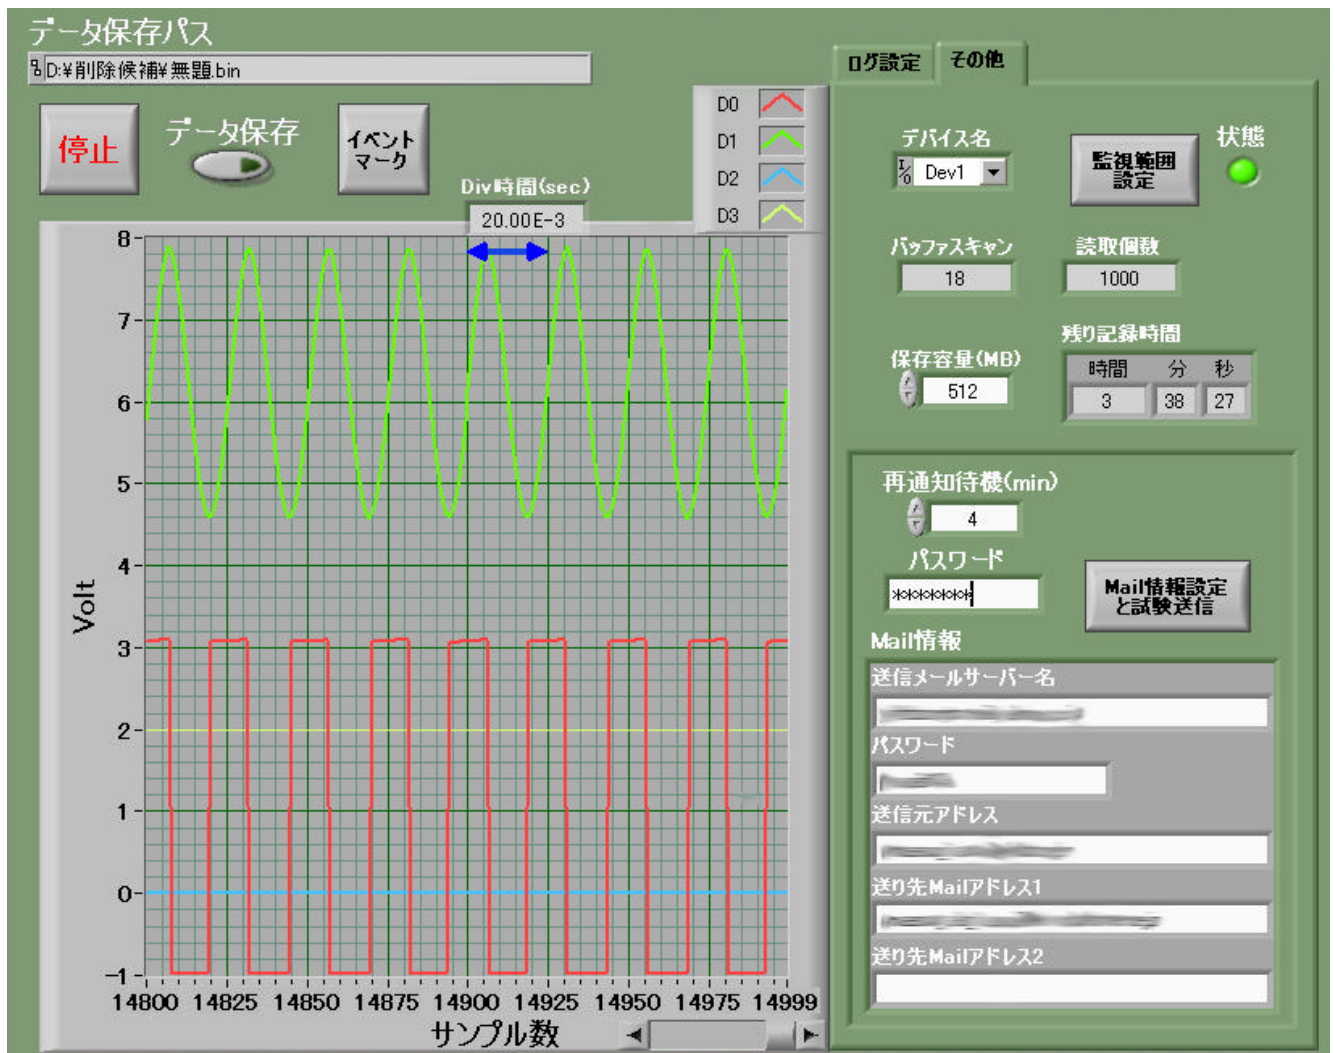 データ保存パス
D:¥削除候補¥無題.bin
停止
データ保存
イベント
マーク
Div時間(sec)
20.00E-3
D0
D1
D2
D3
8
7
6
5
4
3
2
1
0
-1
Volt
14800 14825 14850 14875 14900 14925 14950 14975 14999
サンプル数
ログ設定 その他
デバイス名
I/O Dev1
監視範囲
設定
状態
バッファスキャン
18
読取個数
1000
保存容量(MB)
512
残り記録時間
時間 分 秒
3 38 27
再通知待機(min)
4
パスワード
********
Mail情報設定
と試験送信
Mail情報
送信メールサーバー名
パスワード
送信元アドレス
送り先Mailアドレス1
送り先Mailアドレス2